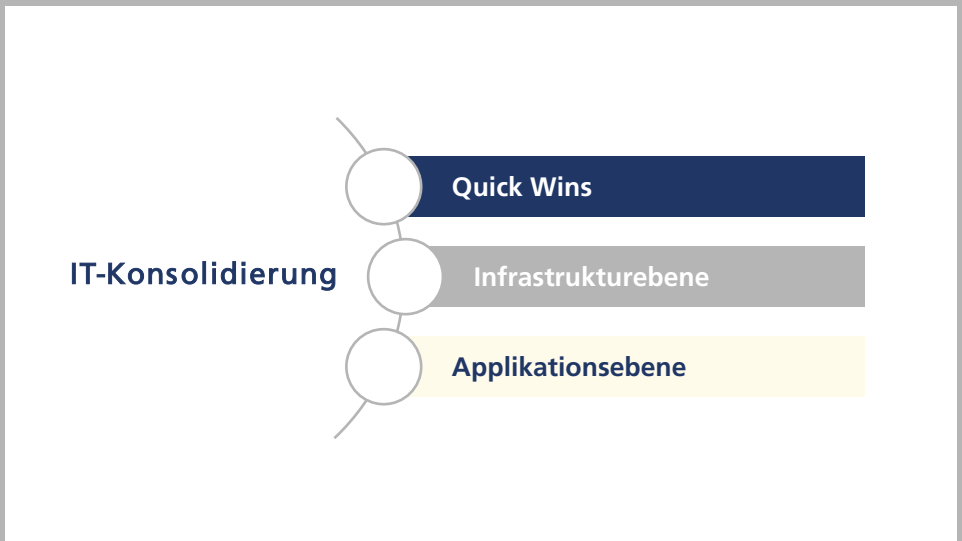 Quick Wins
IT-Konsolidierung
Infrastrukturebene
Applikationsebene